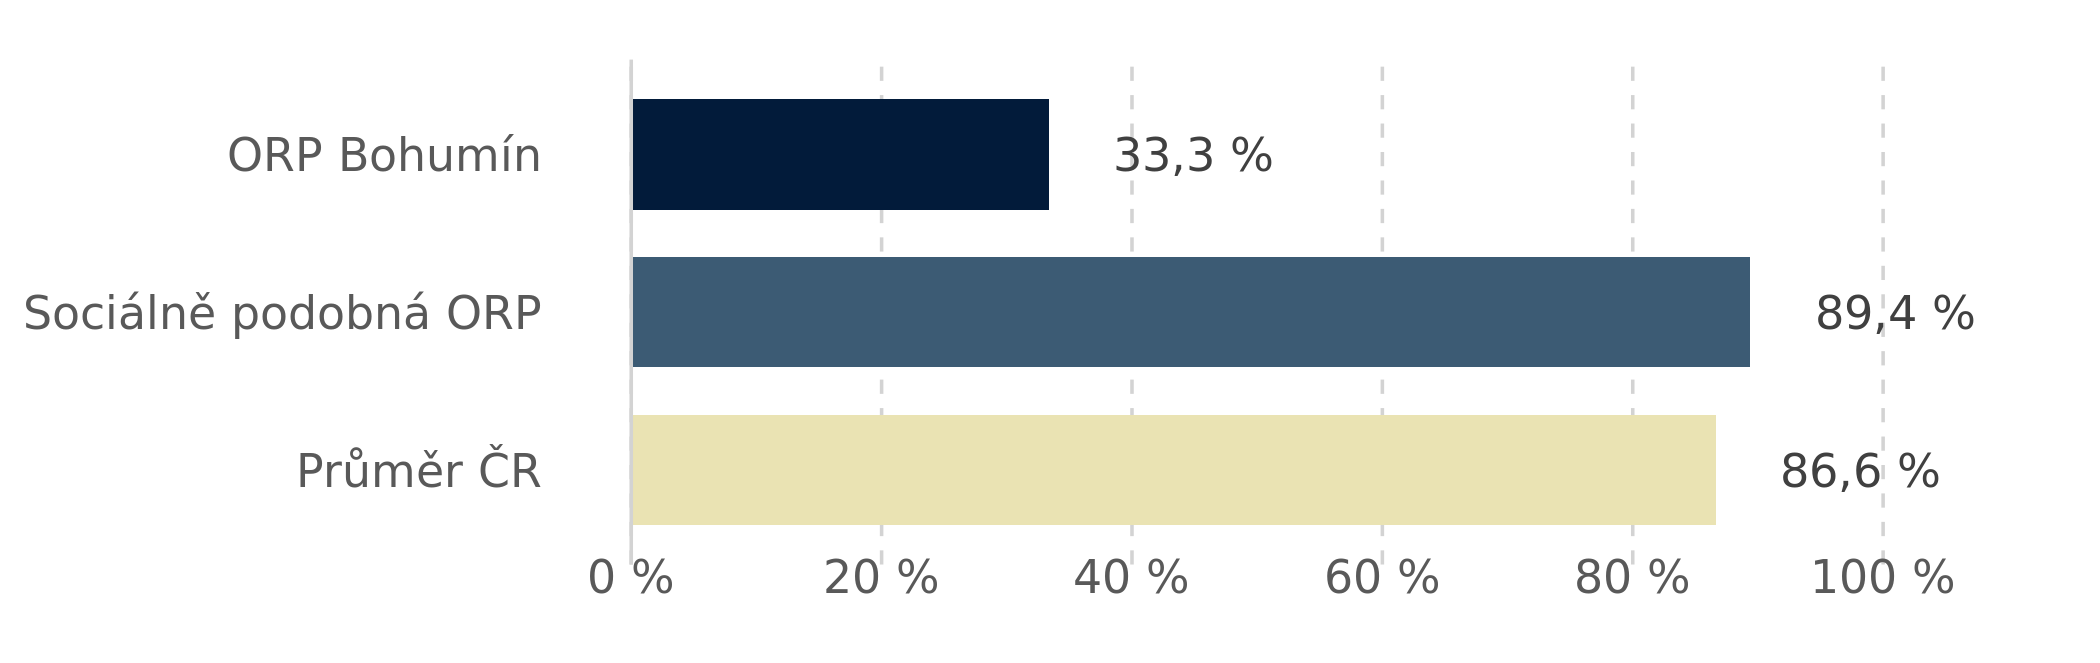 ORP Bohumín
33,3 %
Sociálně podobná ORP
89,4 %
Průměr ČR
86,6 %
0 % 20 % 40 % 60 % 80 % 100 %